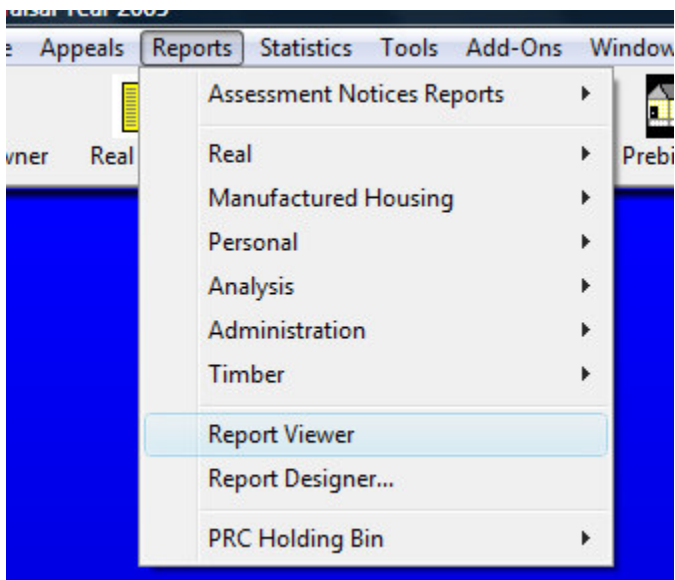 Appeals Reports Statistics Tools Add-Ons Window
Real
Assessment Notices Reports
Real
Manufactured Housing
Personal
Analysis
Administration
Timber
Report Viewer
Report Designer...
PRC Holding Bin